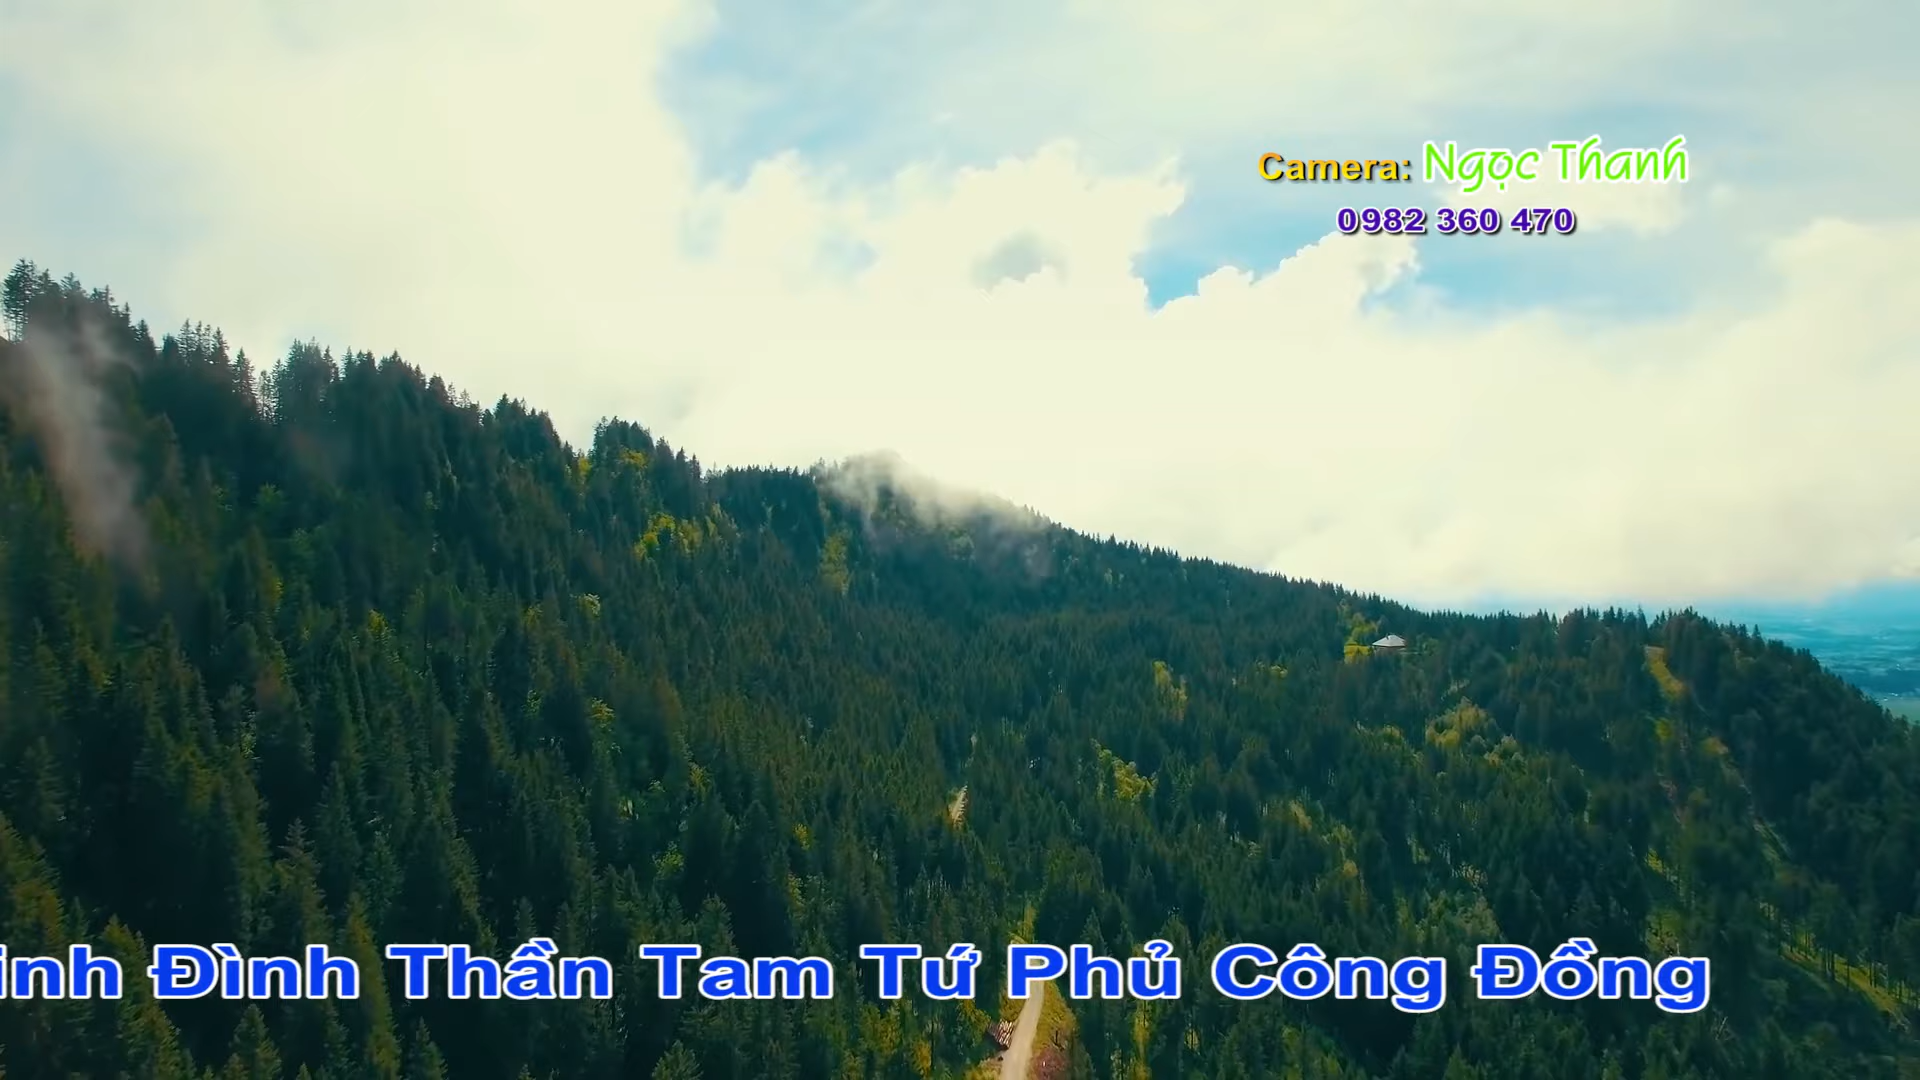 Camera: Ngọc Thanh
0982 360 470
inh Đình Thần Tam Tứ Phủ Công Đồng